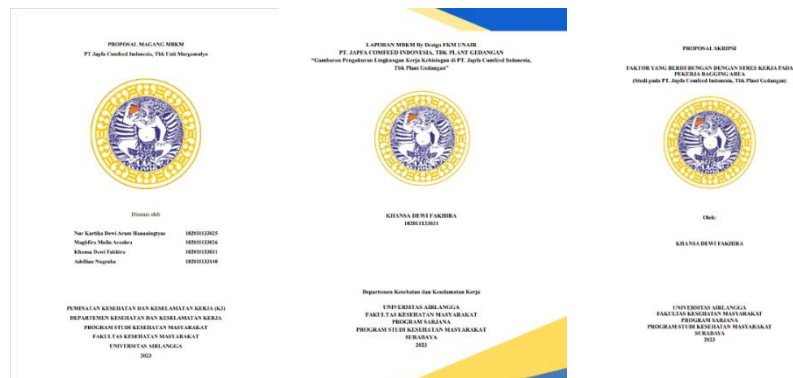 PROPOSAL MAGANG MBKM
PT Japfa Comfeed Indonesia, Tbk Unit Margomulyo
Disusun oleh:
Nur Kartika Dewi Arum Hanasingtyas 102011133025
Maghfira Mulia Azzahra 102011133026
Khansa Dewi Fakhira 102011133031
Adellian Nugraha 102011133140
PEMINATAN KESEHATAN DAN KESELAMATAN KERJA (K3)
DEPARTEMEN KESEHATAN DAN KESELAMATAN KERJA
PROGRAM STUDI KESEHATAN MASYARAKAT
FAKULTAS KESEHATAN MASYARAKAT
UNIVERSITAS AIRLANGGA
2023
LAPORAN MBKM By Design FKM UNAIR
PT. JAPFA COMFEED INDONESIA, TBK PLANT GEDANGAN
"Gambaran Pengukuran Lingkungan Kerja Kebisingan di PT. Japfa Comfeed Indonesia,
Tbk Plant Gedangan"
KHANSA DEWI FAKHIRA
102011133031
Departemen Kesehatan dan Keselamatan Kerja
UNIVERSITAS AIRLANGGA
FAKULTAS KESEHATAN MASYARAKAT
PROGRAM SARJANA
PROGRAM STUDI KESEHATAN MASYARAKAT
SURABAYA
2023
PROPOSAL SKRIPSI
FAKTOR YANG BERHUBUNGAN DENGAN STRES KERJA PADA
PEKERJA BAGGING AREA
(Studi pada PT. Japfa Comfeed Indonesia, Tbk Plant Gedangan)
Oleh:
KHANSA DEWI FAKHIRA
UNIVERSITAS AIRLANGGA
FAKULTAS KESEHATAN MASYARAKAT
PROGRAM SARJANA
PROGRAM STUDI KESEHATAN MASYARAKAT
SURABAYA
2023